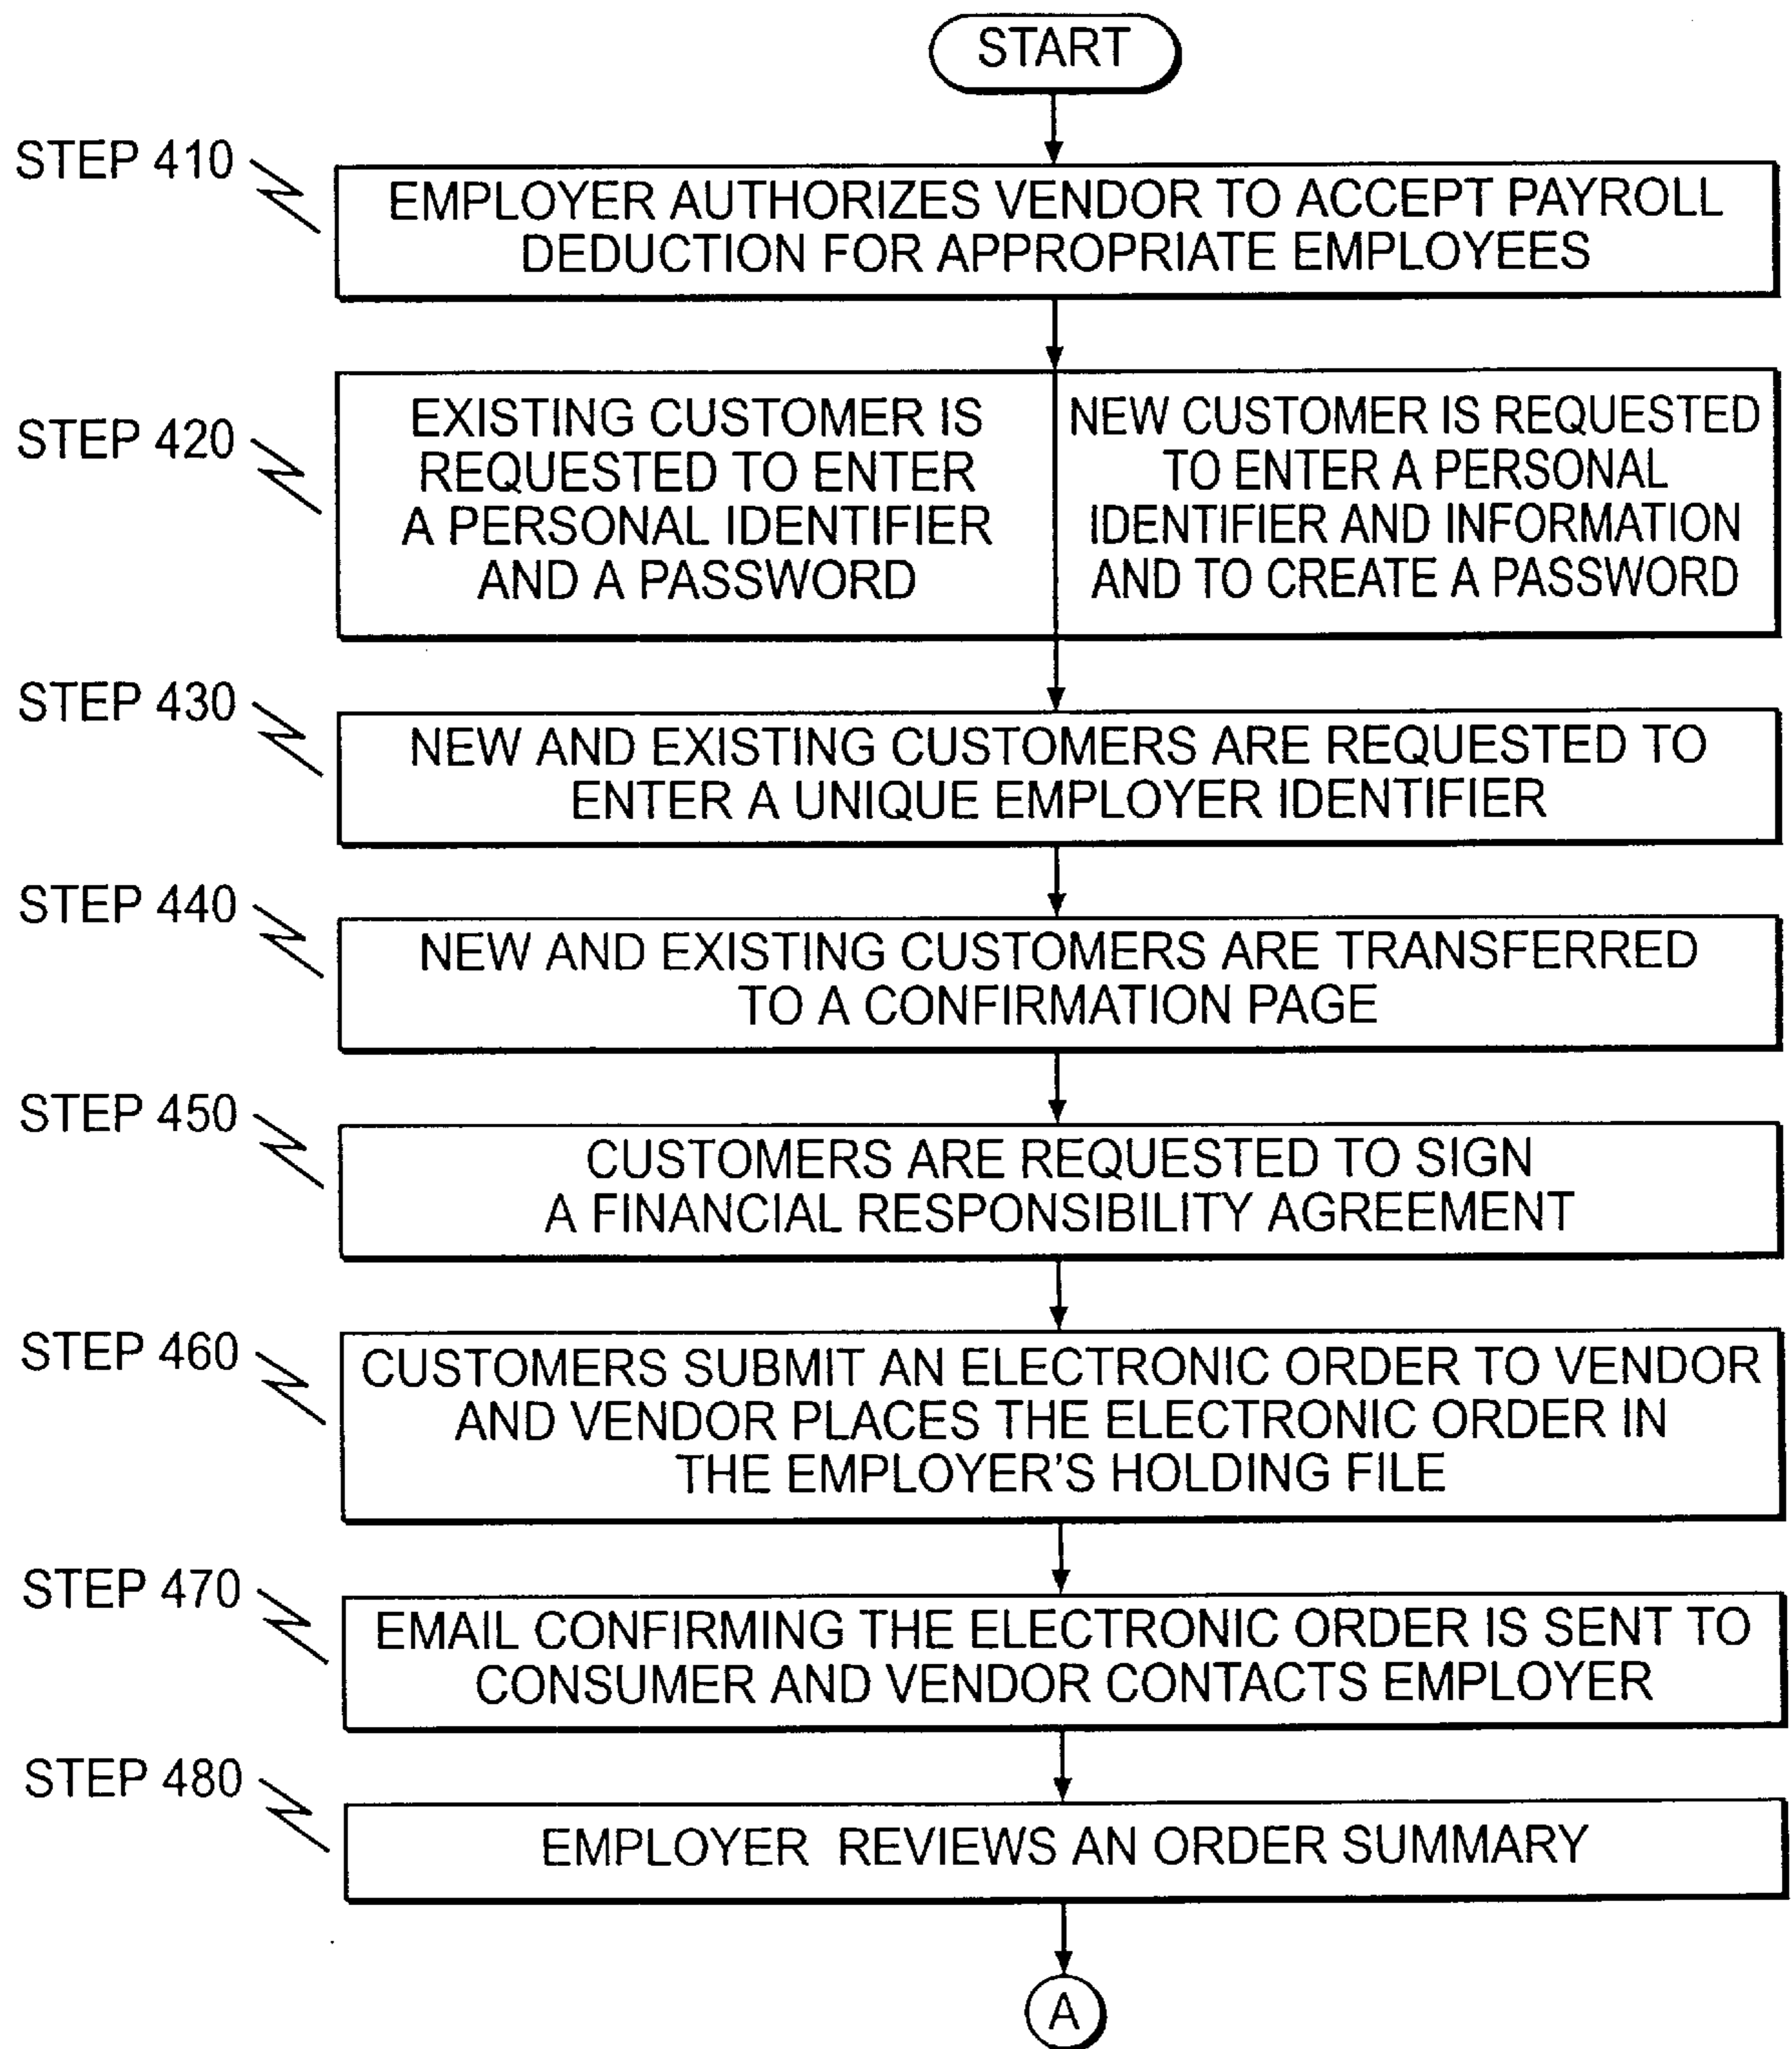 START
STEP 410
EMPLOYER AUTHORIZES VENDOR TO ACCEPT PAYROLL
DEDUCTION FOR APPROPRIATE EMPLOYEES
STEP 420
EXISTING CUSTOMER IS
REQUESTED TO ENTER
A PERSONAL IDENTIFIER
AND A PASSWORD
NEW CUSTOMER IS REQUESTED
TO ENTER A PERSONAL
IDENTIFIER AND INFORMATION
AND TO CREATE A PASSWORD
STEP 430
NEW AND EXISTING CUSTOMERS ARE REQUESTED TO
ENTER A UNIQUE EMPLOYER IDENTIFIER
STEP 440
NEW AND EXISTING CUSTOMERS ARE TRANSFERRED
TO A CONFIRMATION PAGE
STEP 450
CUSTOMERS ARE REQUESTED TO SIGN
A FINANCIAL RESPONSIBILITY AGREEMENT
STEP 460
CUSTOMERS SUBMIT AN ELECTRONIC ORDER TO VENDOR
AND VENDOR PLACES THE ELECTRONIC ORDER IN
THE EMPLOYER'S HOLDING FILE
STEP 470
EMAIL CONFIRMING THE ELECTRONIC ORDER IS SENT TO
CONSUMER AND VENDOR CONTACTS EMPLOYER
STEP 480
EMPLOYER REVIEWS AN ORDER SUMMARY
A